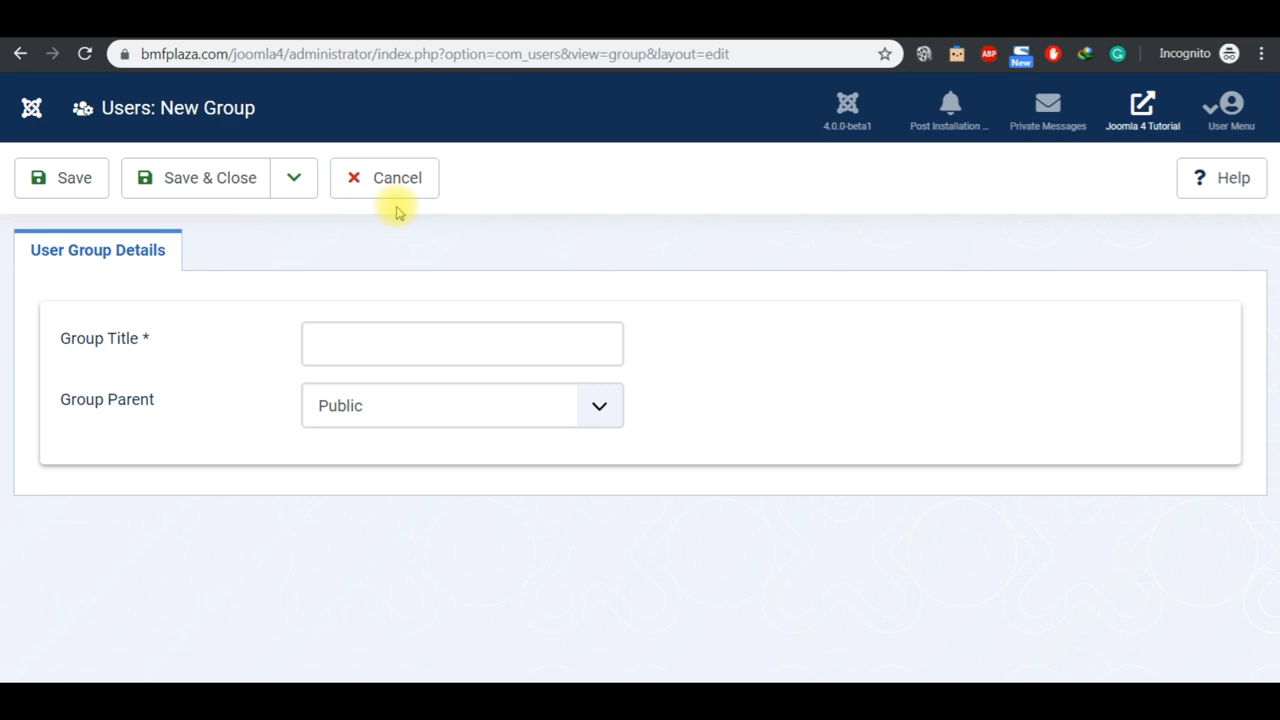 bmfplaza.com/joomla4/administrator/index.php?option=com_users&view=group&layout=edit
ABP
New
Incognito
Users: New Group
4.0.0-beta1
Post Installation ...
Private Messages
Joomla 4 Tutorial
User Menu
Save
Save & Close
Cancel
? Help
User Group Details
Group Title *
Group Parent
Public